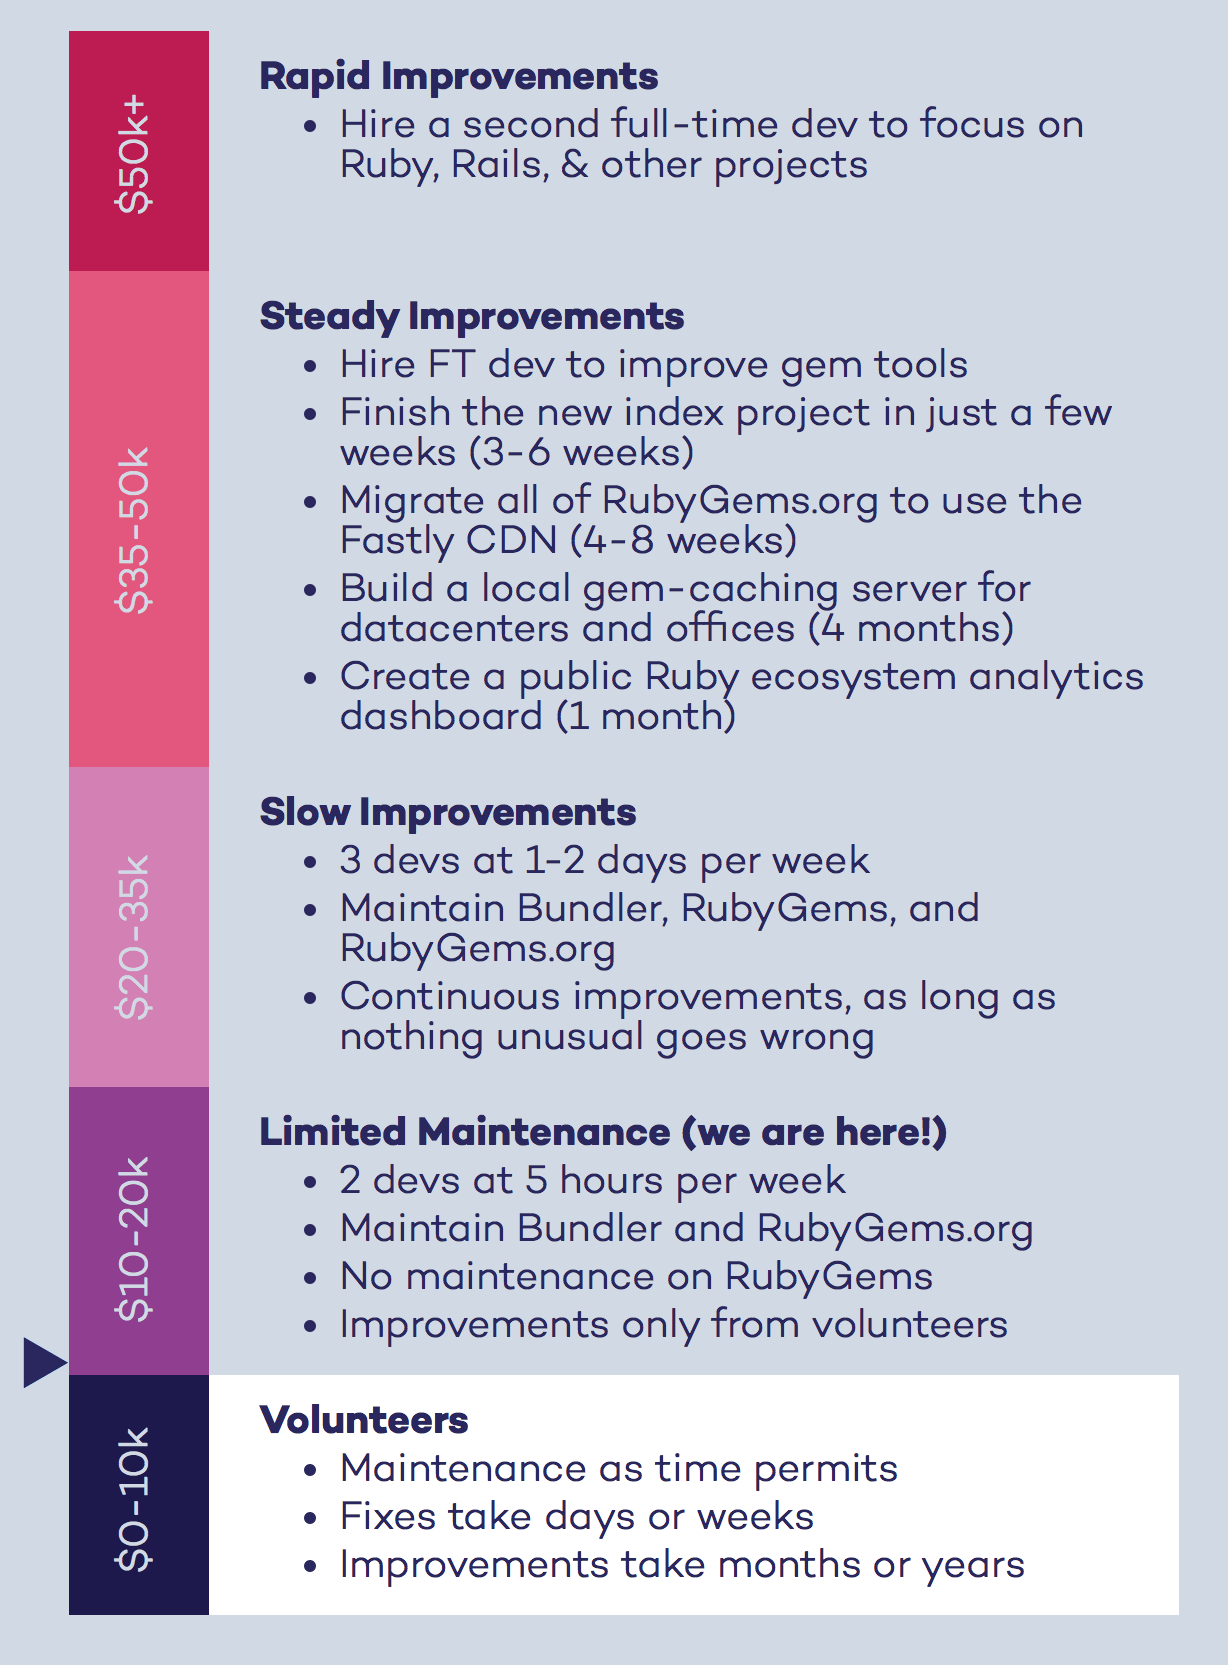 $50k+
Rapid Improvements
• Hire a second full-time dev to focus on
Ruby, Rails, & other projects
$35-50k
Steady Improvements
• Hire FT dev to improve gem tools
• Finish the new index project in just a few
weeks (3-6 weeks)
• Migrate all of RubyGems.org to use the
Fastly CDN (4-8 weeks)
• Build a local gem-caching server for
datacenters and offices (4 months)
• Create a public Ruby ecosystem analytics
dashboard (1 month)
$20-35k
Slow Improvements
• 3 devs at 1-2 days per week
• Maintain Bundler, RubyGems, and
RubyGems.org
• Continuous improvements, as long as
nothing unusual goes wrong
$10-20k
Limited Maintenance (we are here!)
• 2 devs at 5 hours per week
• Maintain Bundler and RubyGems.org
• No maintenance on RubyGems
• Improvements only from volunteers
$0-10k
Volunteers
• Maintenance as time permits
• Fixes take days or weeks
• Improvements take months or years